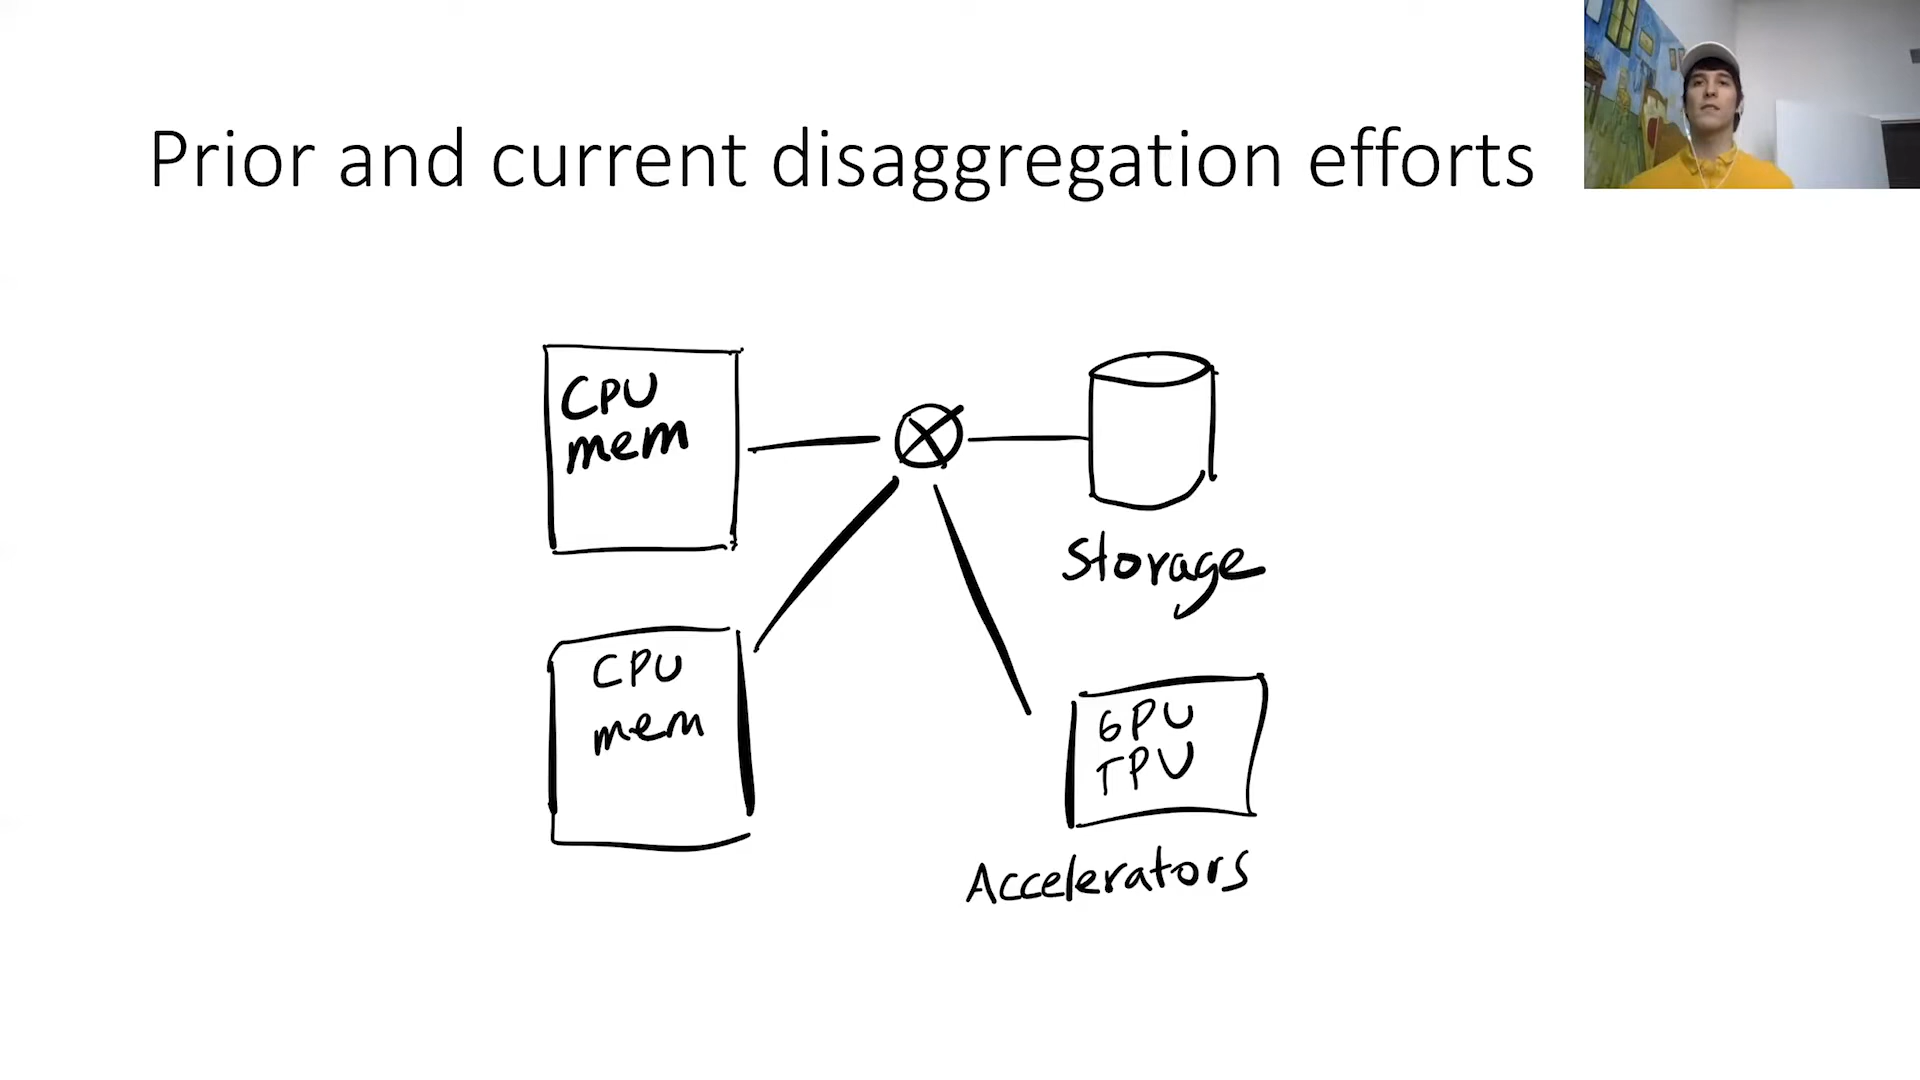 Prior and current disaggregation efforts
CPU
mem
Storage
CPU
mem
GPU
TPU
Accelerators